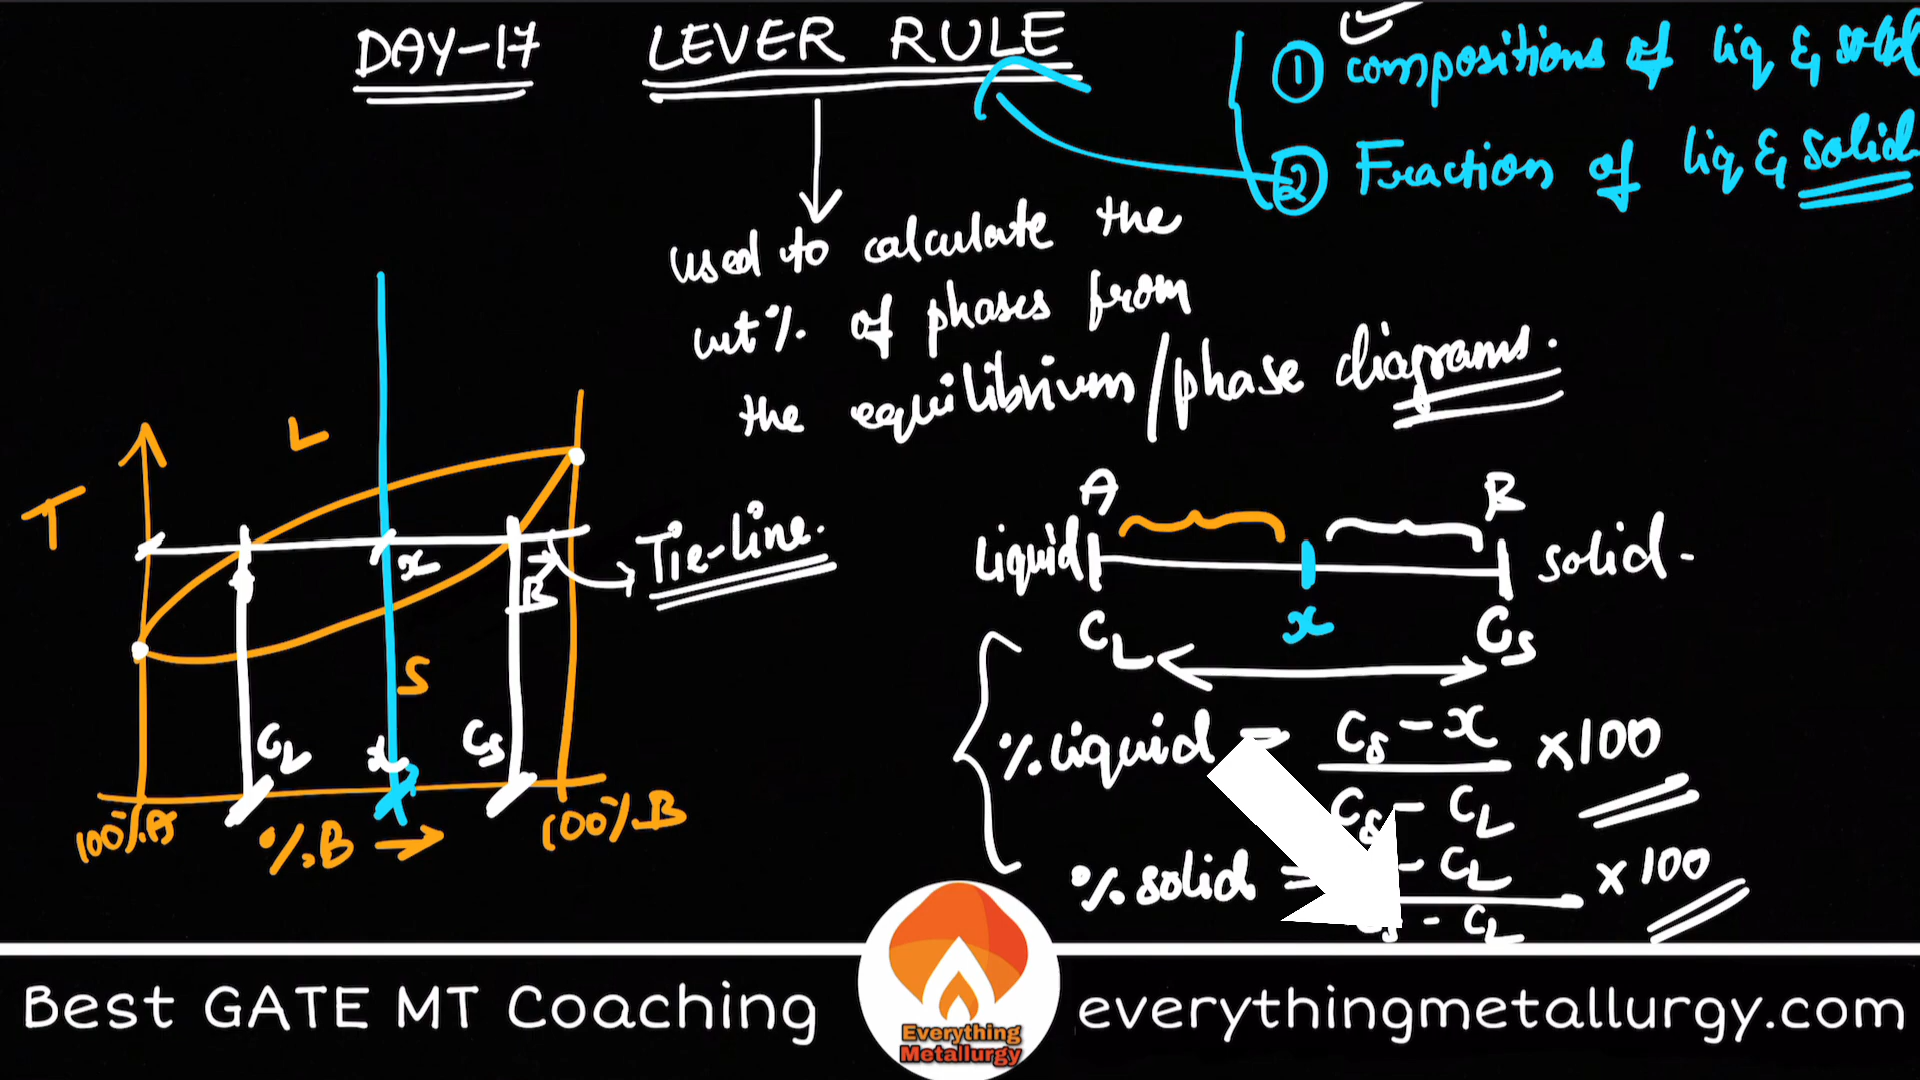 DAY-17 LEVER RULE
① compositions of liq & solid
② Fraction of liq & solid
used to calculate the
wt% of phases from
the equilibrium/phase diagrams.
L
T
x
B
Tie-Line.
S
CL x Cs
100%.A %.B → 100%.B
A B
Liquid solid-
CL x Cs
%liquid = Cs - x × 100
Cs - CL
%solid = - CL × 100
s - CL
Best GATE MT Coaching
Everything
Metallurgy
everythingmetallurgy.com